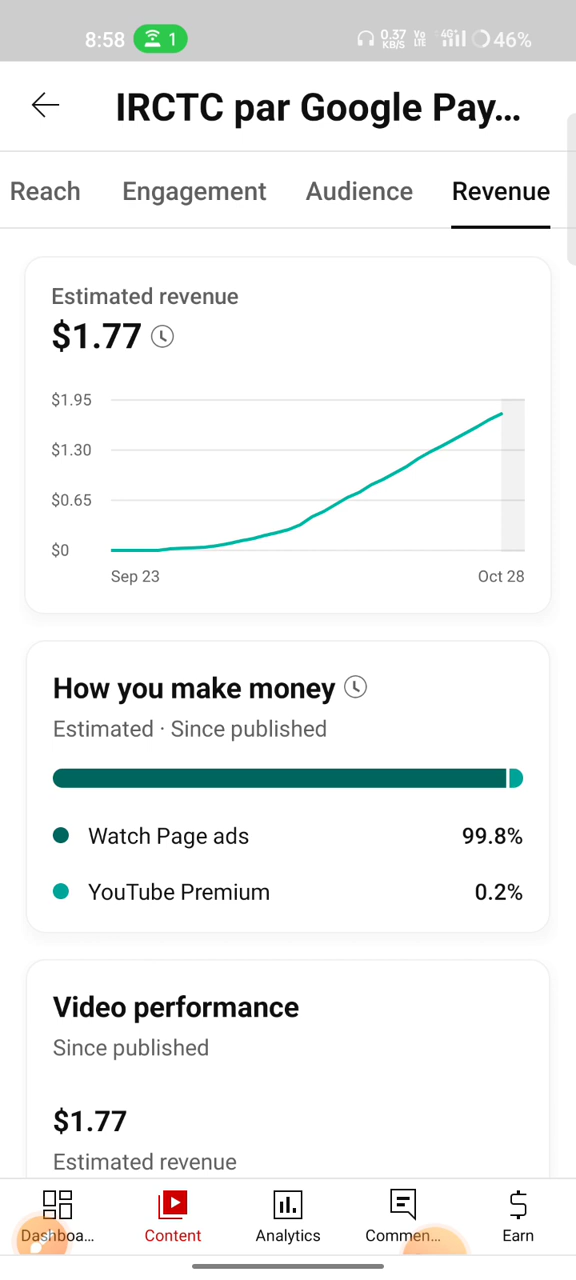 8:58 1 0.37 KB/S Vo LTE 4G 46%
IRCTC par Google Pay...
Reach Engagement Audience Revenue
Estimated revenue
$1.77
$1.95
$1.30
$0.65
$0
Sep 23 Oct 28
How you make money
Estimated · Since published
Watch Page ads 99.8%
YouTube Premium 0.2%
Video performance
Since published
$1.77
Estimated revenue
Dashboa... Content Analytics Commen... Earn